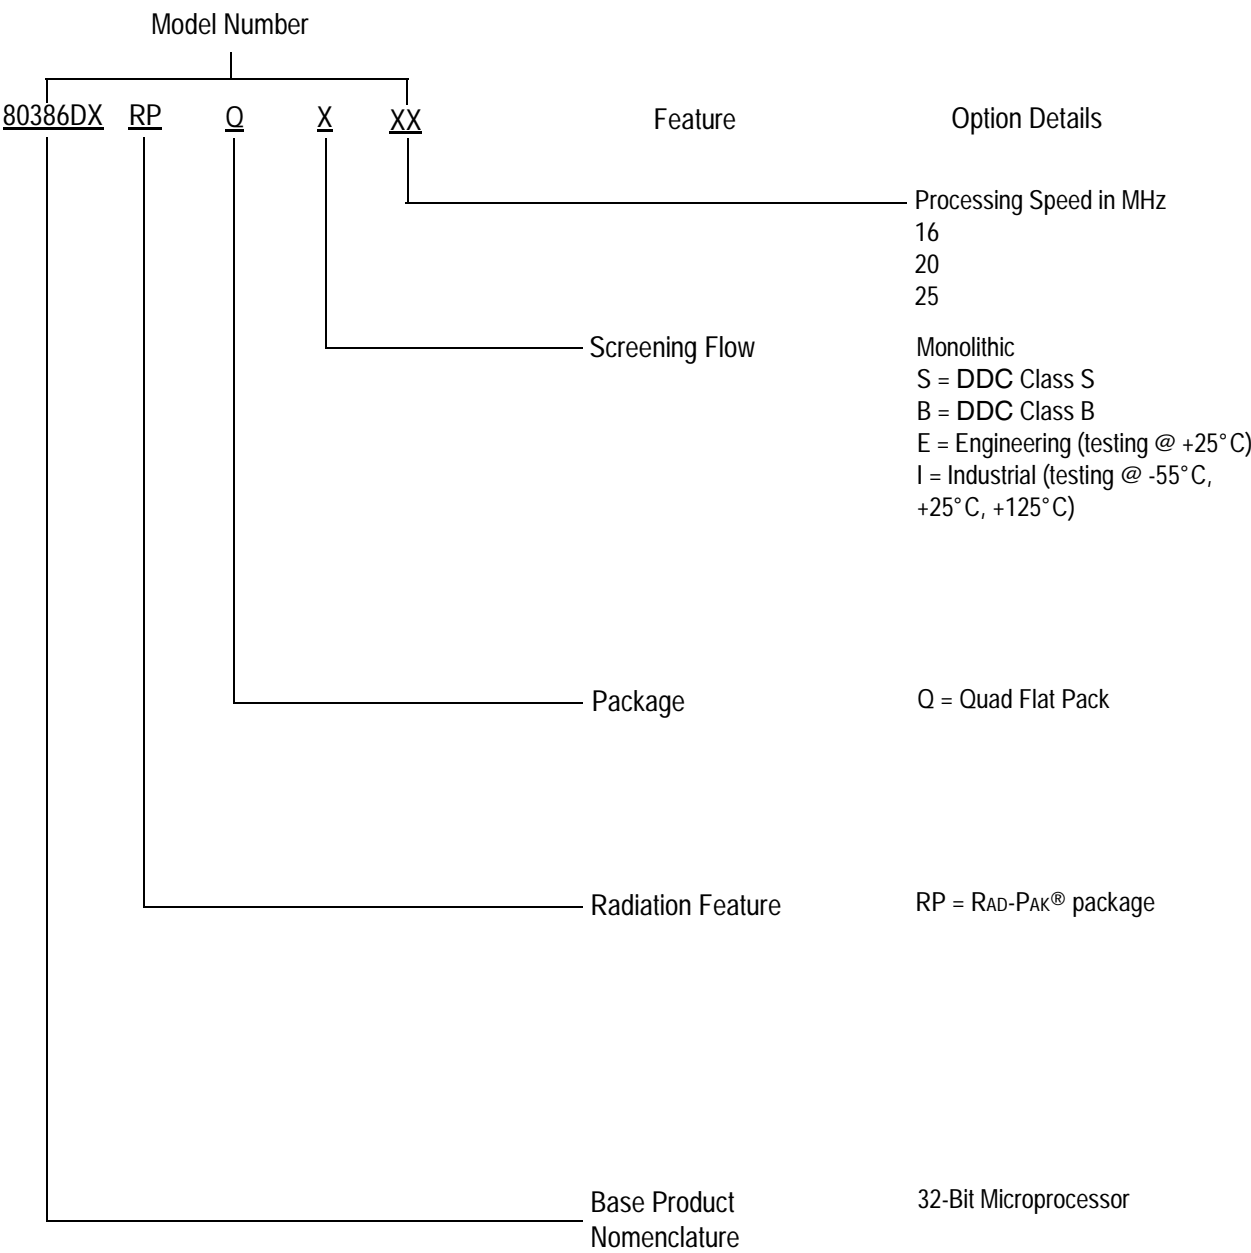 Model Number
80386DX RP Q X XX Feature Option Details
Processing Speed in MHz
16
20
25
Screening Flow Monolithic
S = DDC Class S
B = DDC Class B
E = Engineering (testing @ +25°C)
I = Industrial (testing @ -55°C,
+25°C, +125°C)
Package Q = Quad Flat Pack
Radiation Feature RP = RAD-PAK® package
Base Product 32-Bit Microprocessor
Nomenclature